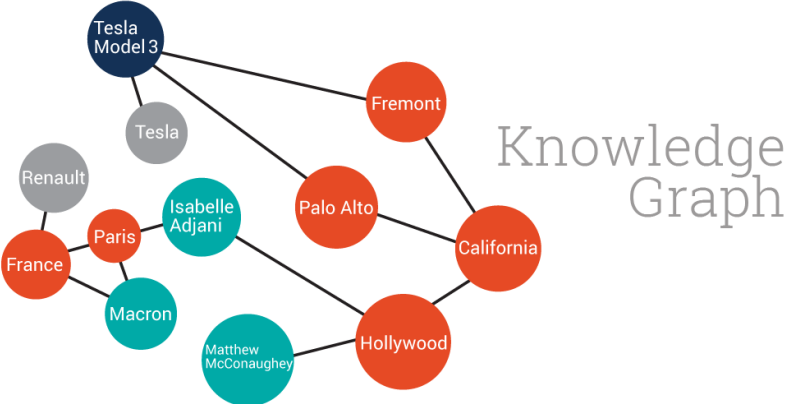 Tesla
Model 3
Fremont
Tesla
Knowledge
Graph
Renault
Isabelle
Adjani
Palo Alto
Paris
California
France
Macron
Hollywood
Matthew
McConaughey